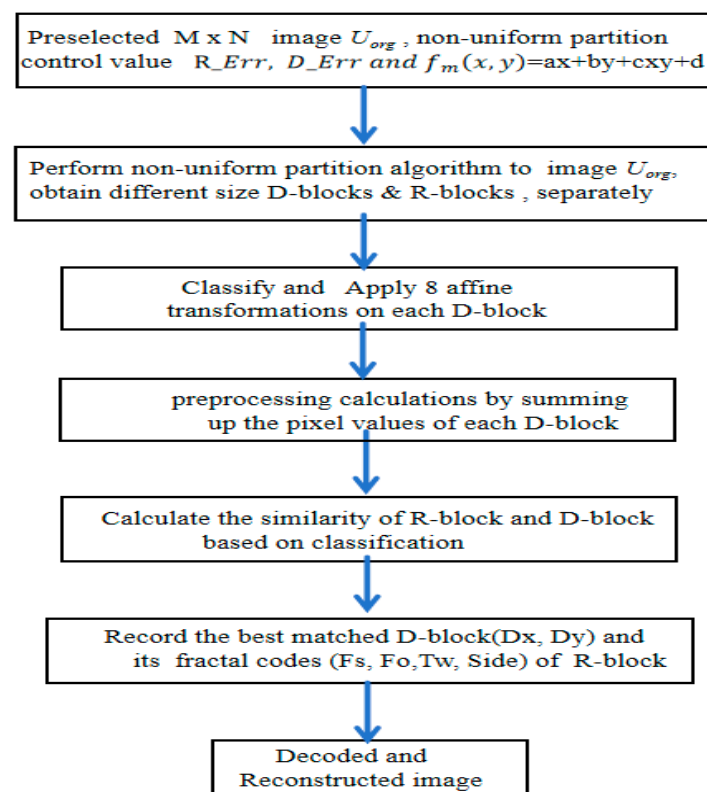 Preselected M x N image U_org , non-uniform partition
control value R_Err, D_Err and f_m(x, y)=ax+by+cxy+d
Perform non-uniform partition algorithm to image U_org,
obtain different size D-blocks & R-blocks , separately
Classify and Apply 8 affine
transformations on each D-block
preprocessing calculations by summing
up the pixel values of each D-block
Calculate the similarity of R-block and D-block
based on classification
Record the best matched D-block(Dx, Dy) and
its fractal codes (Fs, Fo,Tw, Side) of R-block
Decoded and
Reconstructed image